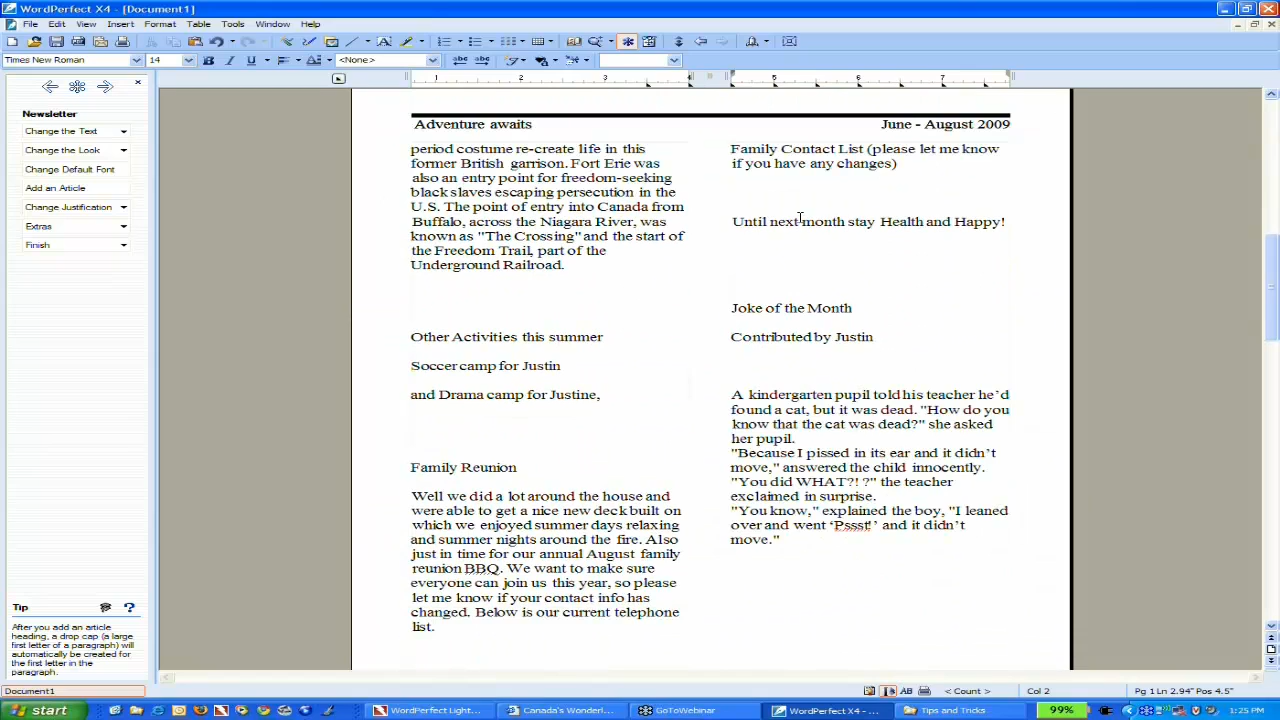 WordPerfect X4 - [Document1]
File Edit View Insert Format Table Tools Window Help
Times New Roman 14 <None>
1 2 3 5 6 7
Newsletter
Change the Text
Change the Look
Change Default Font
Add an Article
Change Justification
Extras
Finish
Tip
After you add an article
heading, a drop cap (a large
first letter of a paragraph) will
automatically be created for
the first letter in the
paragraph.
Adventure awaits June - August 2009
period costume re-create life in this
former British garrison. Fort Erie was
also an entry point for freedom-seeking
black slaves escaping persecution in the
U.S. The point of entry into Canada from
Buffalo, across the Niagara River, was
known as "The Crossing" and the start of
the Freedom Trail, part of the
Underground Railroad.
Other Activities this summer
Soccer camp for Justin
and Drama camp for Justine,
Family Reunion
Well we did a lot around the house and
were able to get a nice new deck built on
which we enjoyed summer days relaxing
and summer nights around the fire. Also
just in time for our annual August family
reunion BBQ. We want to make sure
everyone can join us this year, so please
let me know if your contact info has
changed. Below is our current telephone
list.
Family Contact List (please let me know
if you have any changes)
Until next month stay Health and Happy!
Joke of the Month
Contributed by Justin
A kindergarten pupil told his teacher he'd
found a cat, but it was dead. "How do you
know that the cat was dead?" she asked
her pupil.
"Because I pissed in its ear and it didn't
move," answered the child innocently.
"You did WHAT?! ?" the teacher
exclaimed in surprise.
"You know," explained the boy, "I leaned
over and went 'Pssst!' and it didn't
move."
Document1 AB < Count > Col 2 Pg 1 Ln 2.94" Pos 4.5"
start WordPerfect Light... Canada's Wonderl... GoToWebinar WordPerfect X4 - ... Tips and Tricks 99% 1:25 PM